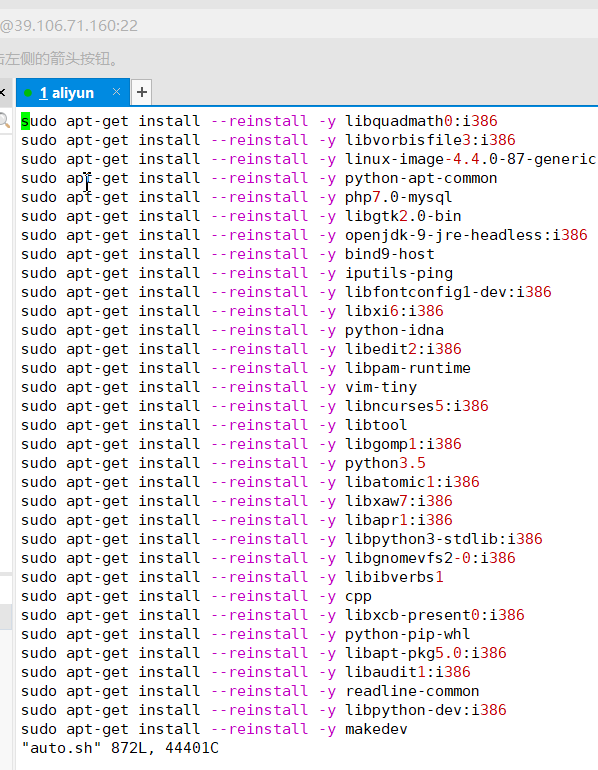 @39.106.71.160:22
击左侧的箭头按钮。
1 aliyun
sudo apt-get install --reinstall -y libquadmath0:i386
sudo apt-get install --reinstall -y libvorbisfile3:i386
sudo apt-get install --reinstall -y linux-image-4.4.0-87-generic
sudo apt-get install --reinstall -y python-apt-common
sudo apt-get install --reinstall -y php7.0-mysql
sudo apt-get install --reinstall -y libgtk2.0-bin
sudo apt-get install --reinstall -y openjdk-9-jre-headless:i386
sudo apt-get install --reinstall -y bind9-host
sudo apt-get install --reinstall -y iputils-ping
sudo apt-get install --reinstall -y libfontconfig1-dev:i386
sudo apt-get install --reinstall -y libxi6:i386
sudo apt-get install --reinstall -y python-idna
sudo apt-get install --reinstall -y libedit2:i386
sudo apt-get install --reinstall -y libpam-runtime
sudo apt-get install --reinstall -y vim-tiny
sudo apt-get install --reinstall -y libncurses5:i386
sudo apt-get install --reinstall -y libtool
sudo apt-get install --reinstall -y libgomp1:i386
sudo apt-get install --reinstall -y python3.5
sudo apt-get install --reinstall -y libatomic1:i386
sudo apt-get install --reinstall -y libxaw7:i386
sudo apt-get install --reinstall -y libapr1:i386
sudo apt-get install --reinstall -y libpython3-stdlib:i386
sudo apt-get install --reinstall -y libgnomevfs2-0:i386
sudo apt-get install --reinstall -y libibverbs1
sudo apt-get install --reinstall -y cpp
sudo apt-get install --reinstall -y libxcb-present0:i386
sudo apt-get install --reinstall -y python-pip-whl
sudo apt-get install --reinstall -y libapt-pkg5.0:i386
sudo apt-get install --reinstall -y libaudit1:i386
sudo apt-get install --reinstall -y readline-common
sudo apt-get install --reinstall -y libpython-dev:i386
sudo apt-get install --reinstall -y makedev
"auto.sh" 872L, 44401C